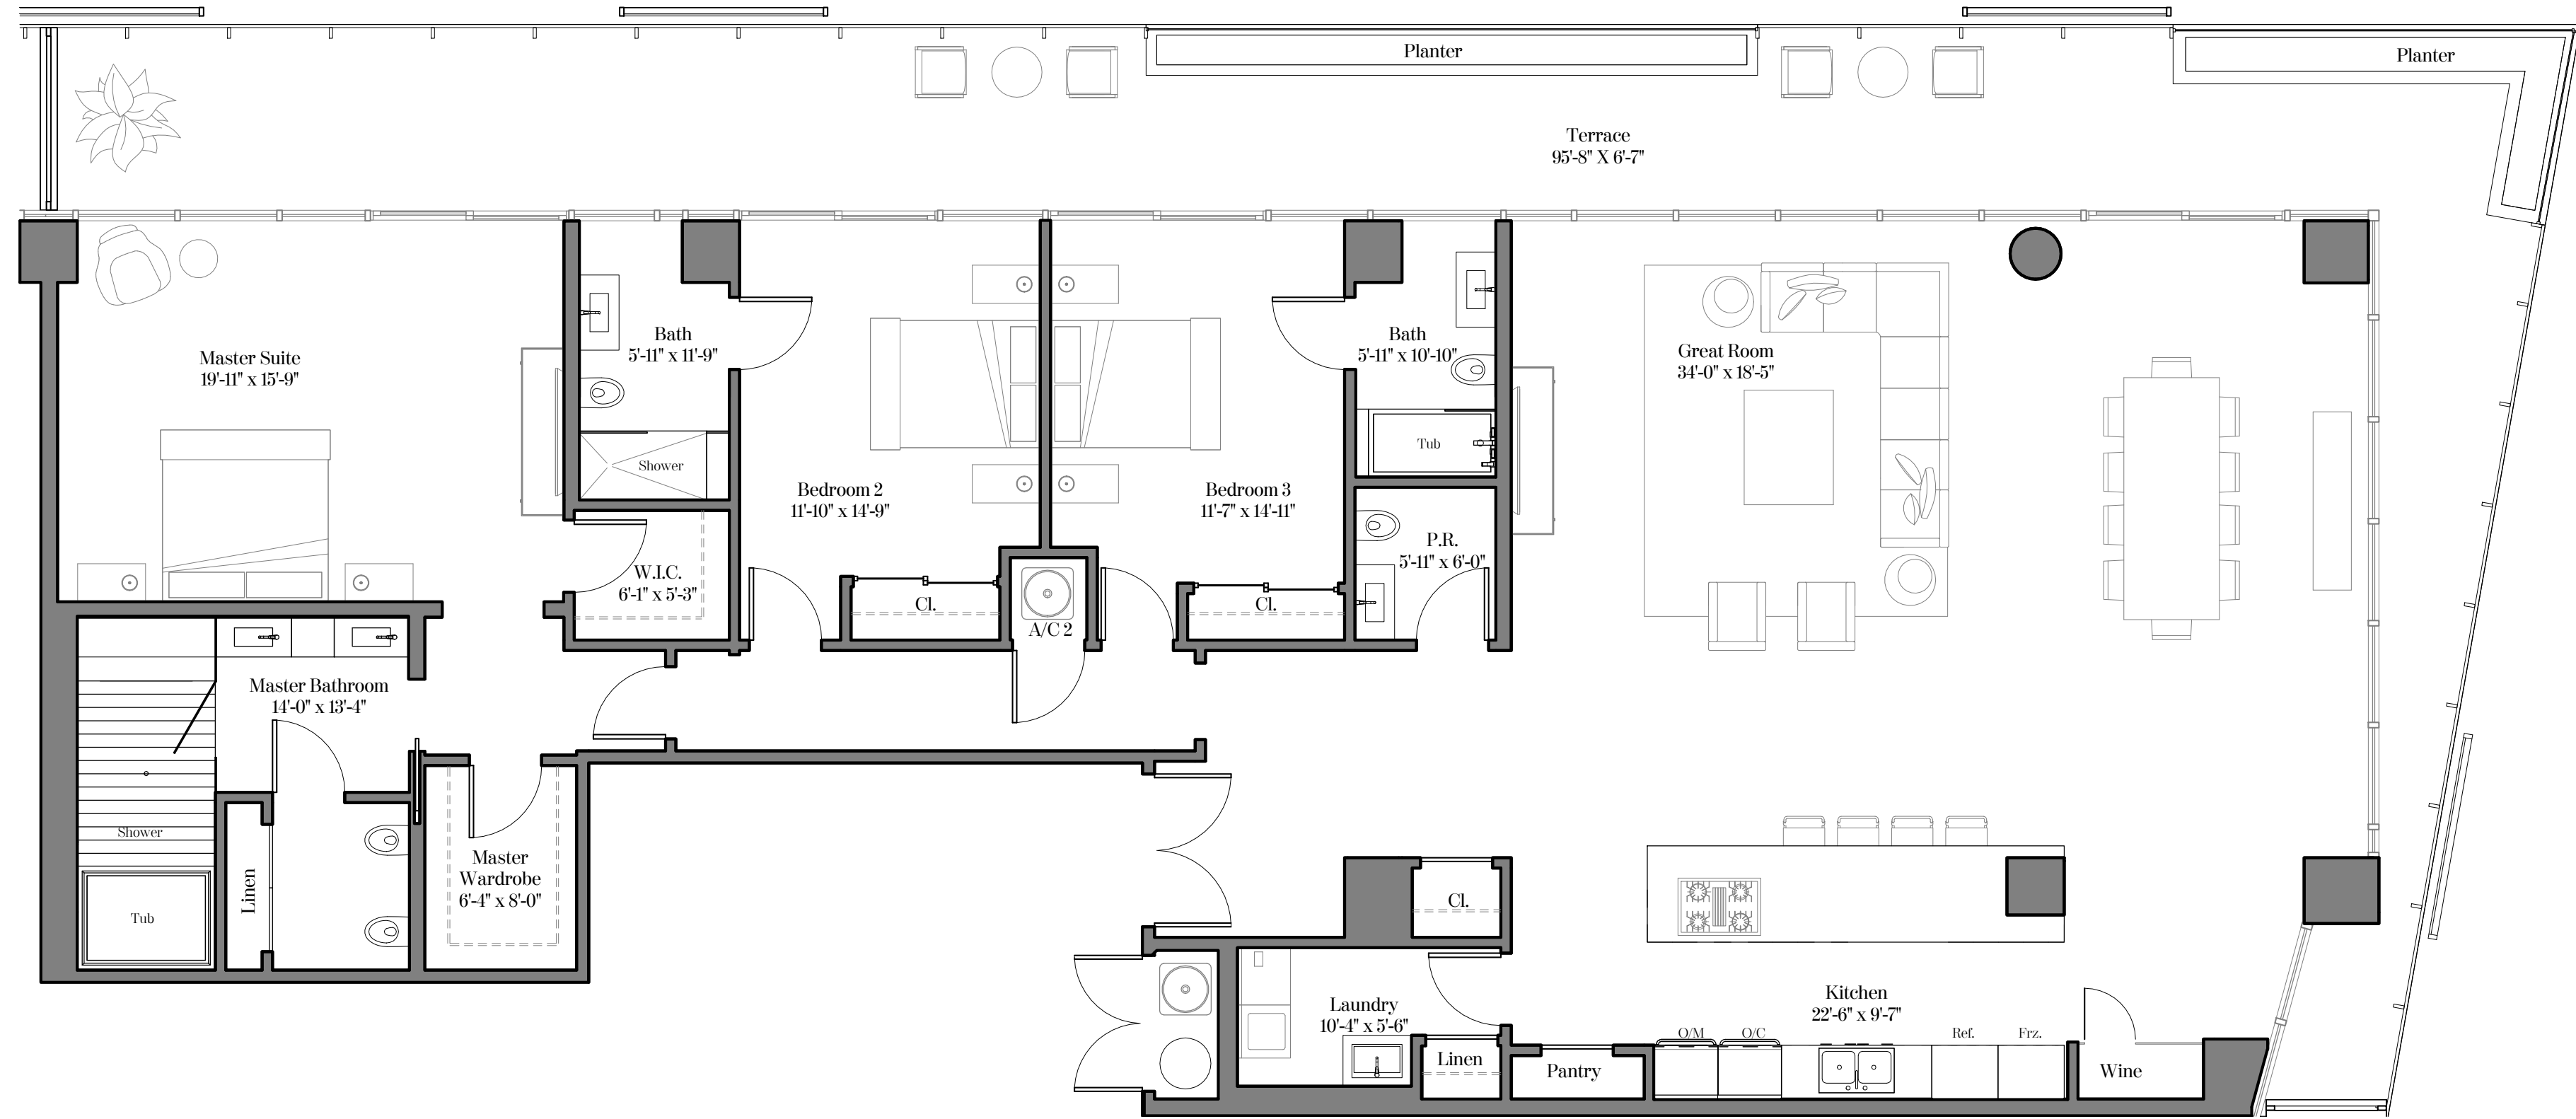 Planter
Planter
Terrace
95'-8" X 6'-7"
Master Suite
19'-11" x 15'-9"
Bath
5'-11" x 11'-9"
Shower
Bedroom 2
11'-10" x 14'-9"
Bedroom 3
11'-7" x 14'-11"
Bath
5'-11" x 10'-10"
Tub
Great Room
34'-0" x 18'-5"
W.I.C.
6'-1" x 5'-3"
Cl.
A/C 2
Cl.
P.R.
5'-11" x 6'-0"
Master Bathroom
14'-0" x 13'-4"
Shower
Tub
Linen
Master
Wardrobe
6'-4" x 8'-0"
Cl.
Laundry
10'-4" x 5'-6"
Linen
Pantry
O/M
O/C
Kitchen
22'-6" x 9'-7"
Ref.
Frz.
Wine